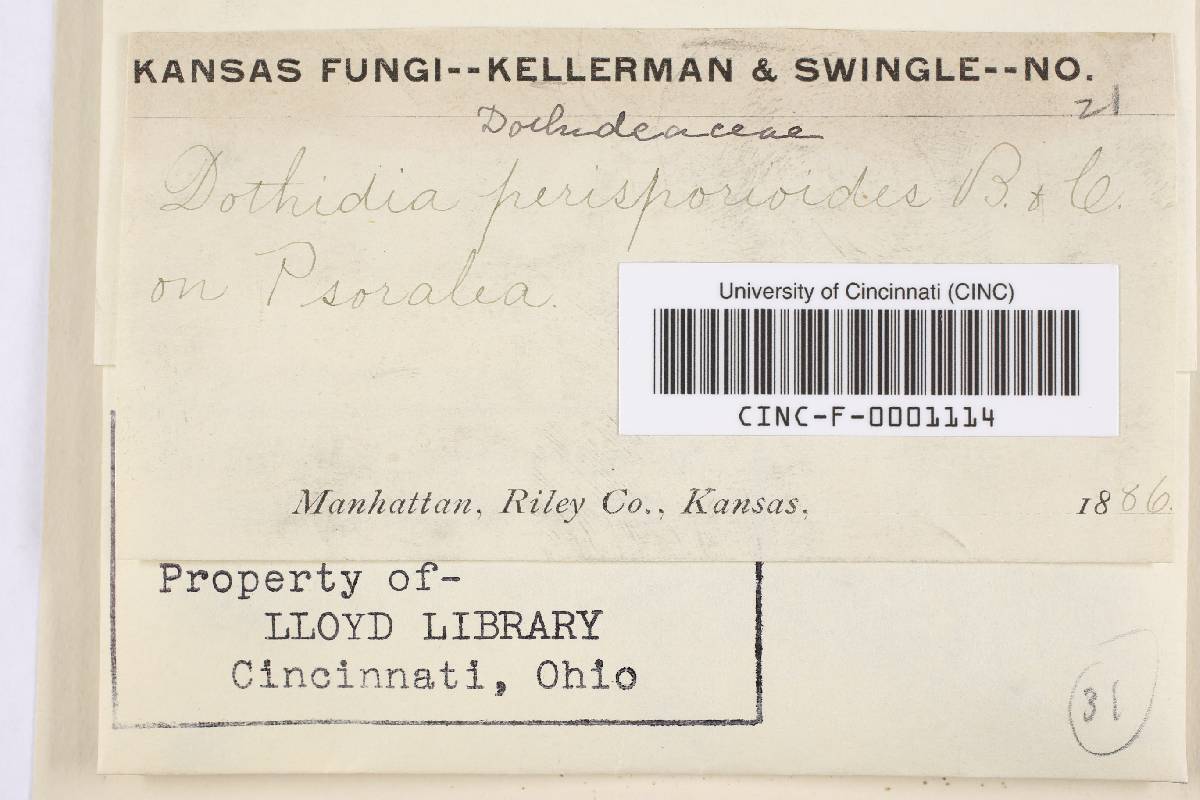 KANSAS FUNGI--KELLERMAN & SWINGLE--NO.
21
Dothideaceae
Dothidia perisporioides B. & C.
on Psoralea.
University of Cincinnati (CINC)
CINC-F-0001114
Manhattan, Riley Co., Kansas, 1886.
Property of-
LLOYD LIBRARY
Cincinnati, Ohio
31